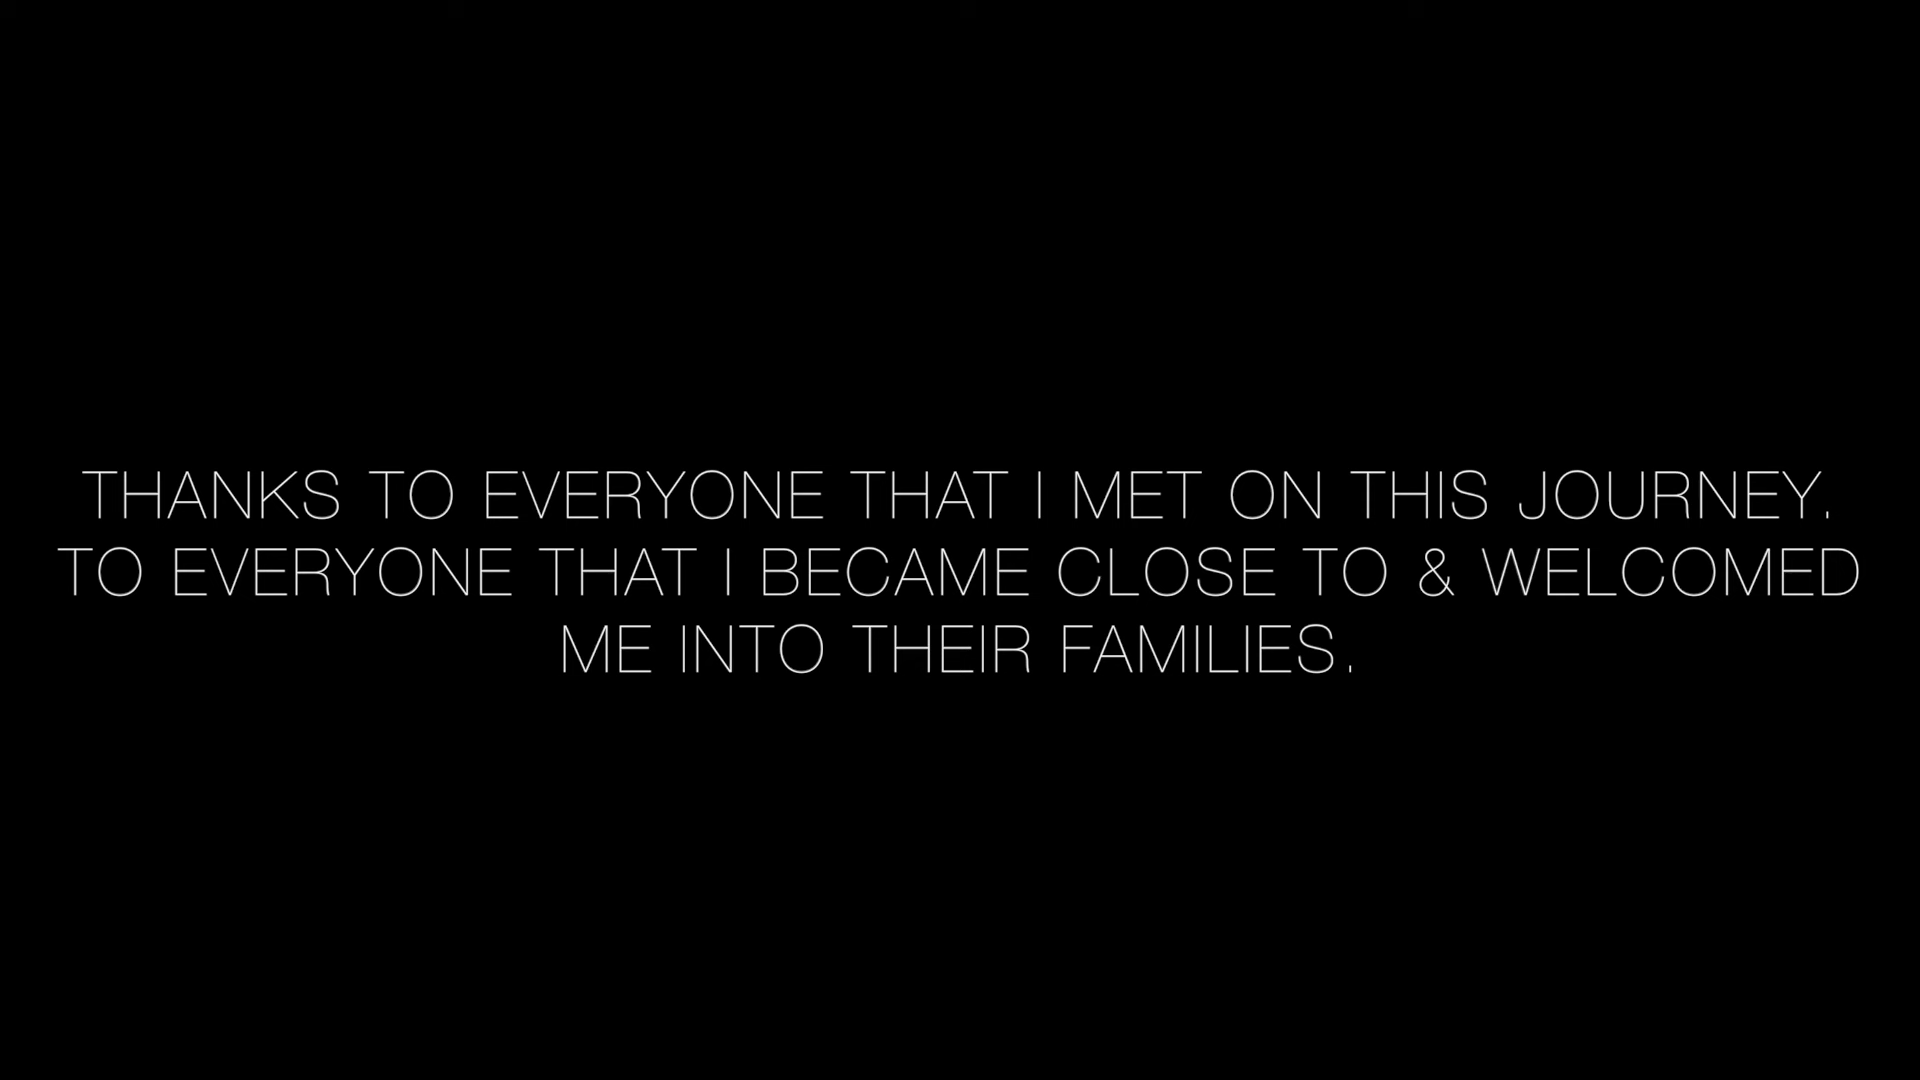 THANKS TO EVERYONE THAT I MET ON THIS JOURNEY.
TO EVERYONE THAT I BECAME CLOSE TO & WELCOMED
ME INTO THEIR FAMILIES.